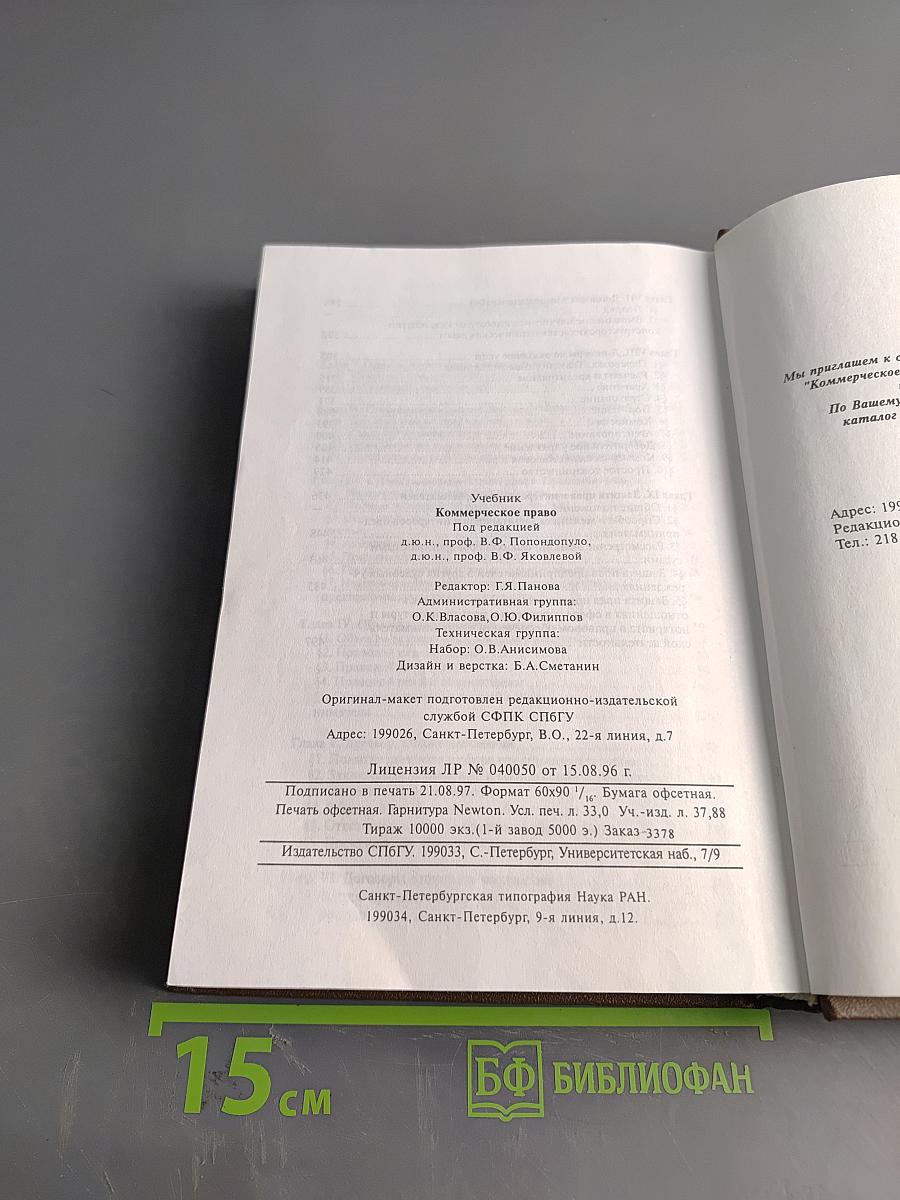 Учебник
Коммерческое право
Под редакцией
д.ю.н., проф. В.Ф. Попондопуло,
д.ю.н., проф. В.Ф. Яковлевой
Редактор: Г.Я.Панова
Административная группа:
О.К.Власова,О.Ю.Филиппов
Техническая группа:
Набор: О.В.Анисимова
Дизайн и верстка: Б.А.Сметанин
Оригинал-макет подготовлен редакционно-издательской
службой СФПК СПбГУ
Адрес: 199026, Санкт-Петербург, В.О., 22-я линия, д.7
Лицензия ЛР № 040050 от 15.08.96 г.
Подписано в печать 21.08.97. Формат 60х90 1/16. Бумага офсетная.
Печать офсетная. Гарнитура Newton. Усл. печ. л. 33,0 Уч.-изд. л. 37,88
Тираж 10000 экз.(1-й завод 5000 э.) Заказ 3378
Издательство СПбГУ. 199033, С.-Петербург, Университетская наб., 7/9
Санкт-Петербургская типография Наука РАН.
199034, Санкт-Петербург, 9-я линия, д.12.
Мы приглашем к с
"Коммерческое
По Вашему
каталог
Адрес: 199
Редакцио
Тел.: 218
15 см
БФ БИБЛИОФАН